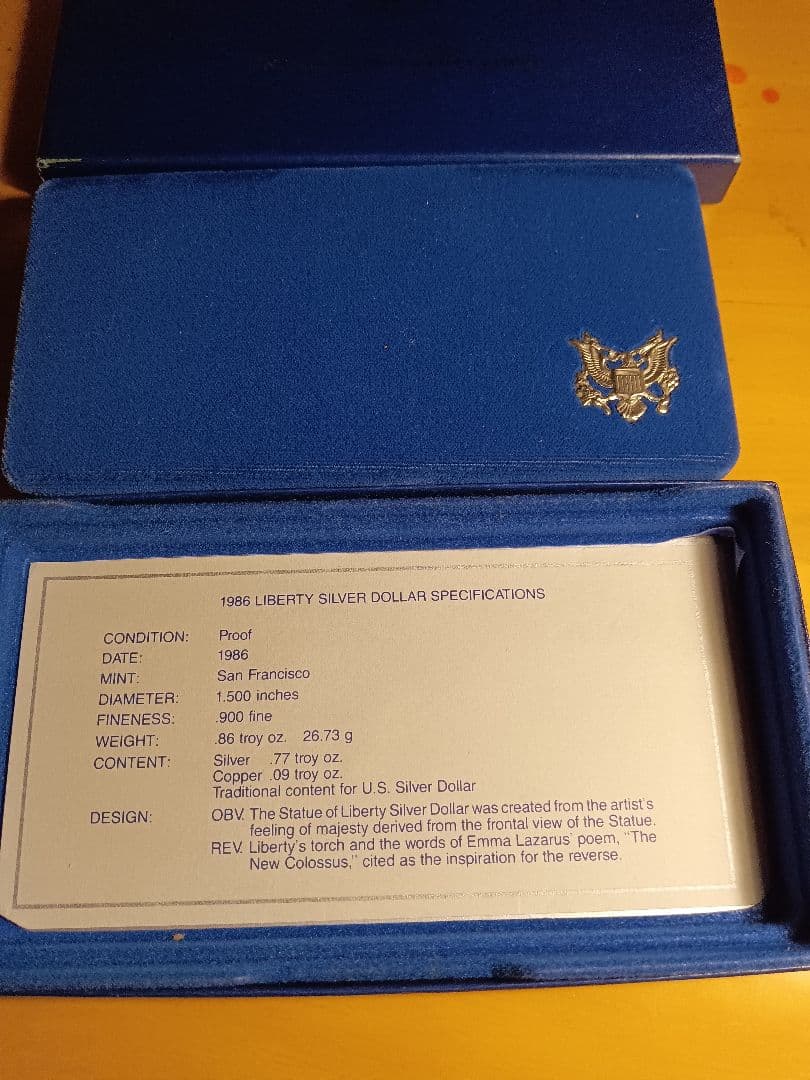 1986 LIBERTY SILVER DOLLAR SPECIFICATIONS
CONDITION: Proof
DATE: 1986
MINT: San Francisco
DIAMETER: 1.500 inches
FINENESS: .900 fine
WEIGHT: .86 troy oz. 26.73 g
CONTENT: Silver .77 troy oz.
Copper .09 troy oz.
Traditional content for U.S. Silver Dollar
DESIGN: OBV. The Statue of Liberty Silver Dollar was created from the artist's
feeling of majesty derived from the frontal view of the Statue.
REV. Liberty's torch and the words of Emma Lazarus' poem, "The
New Colossus," cited as the inspiration for the reverse.